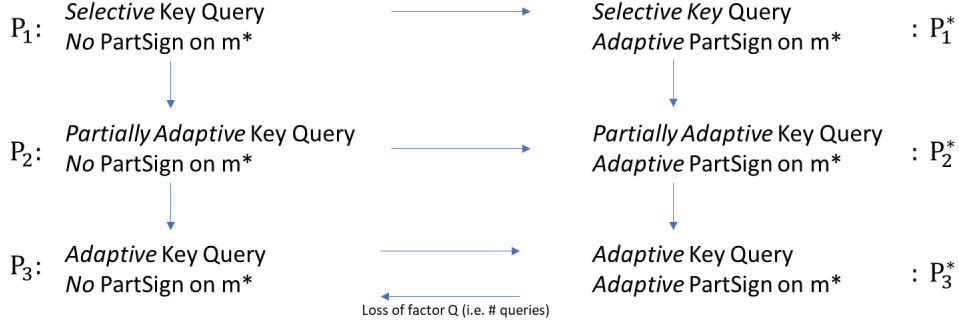 P₁: Selective Key Query
No PartSign on m*
Selective Key Query
Adaptive PartSign on m*
: P₁*
P₂: Partially Adaptive Key Query
No PartSign on m*
Partially Adaptive Key Query
Adaptive PartSign on m*
: P₂*
P₃: Adaptive Key Query
No PartSign on m*
Adaptive Key Query
Adaptive PartSign on m*
: P₃*
Loss of factor Q (i.e. # queries)